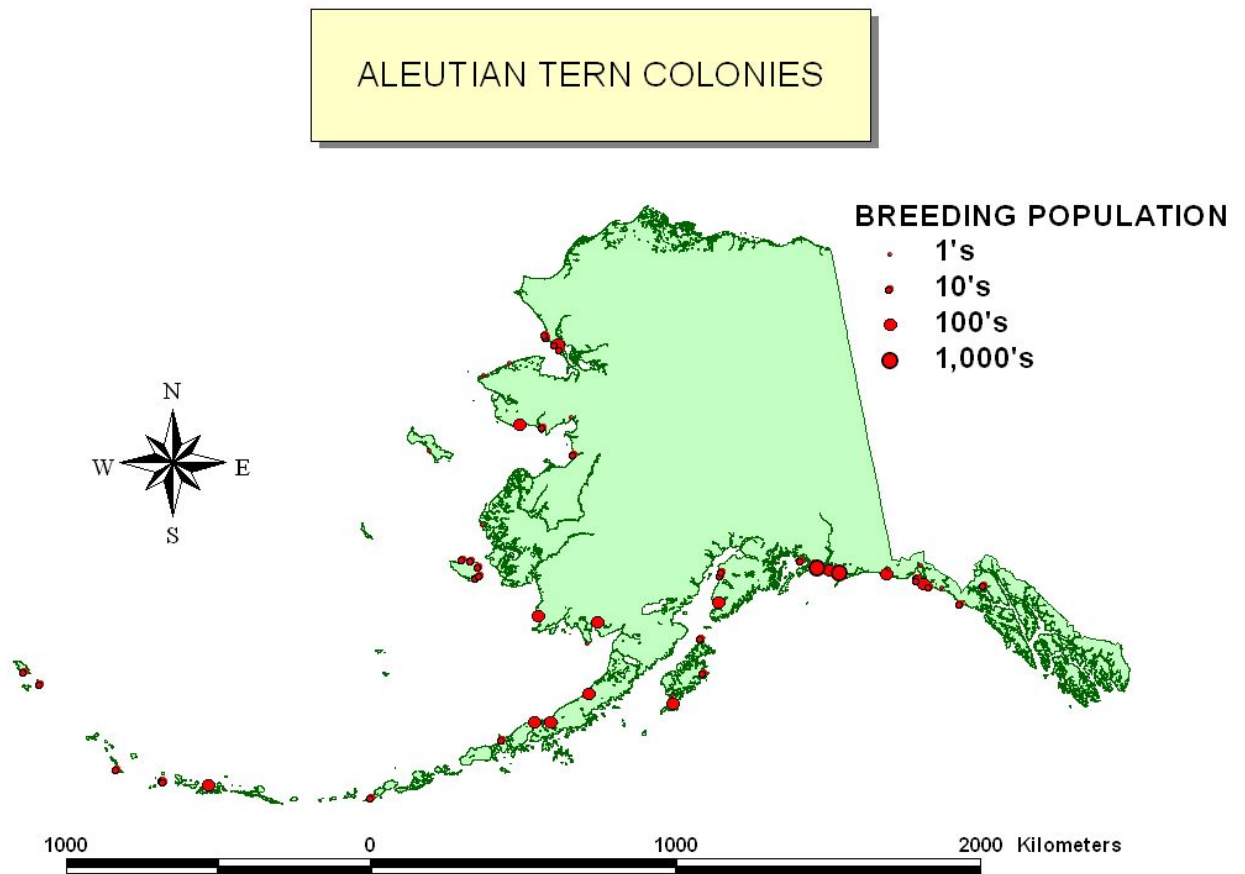 ALEUTIAN TERN COLONIES
BREEDING POPULATION
1's
10's
100's
1,000's
N
W E
S
1000 0 1000 2000 Kilometers